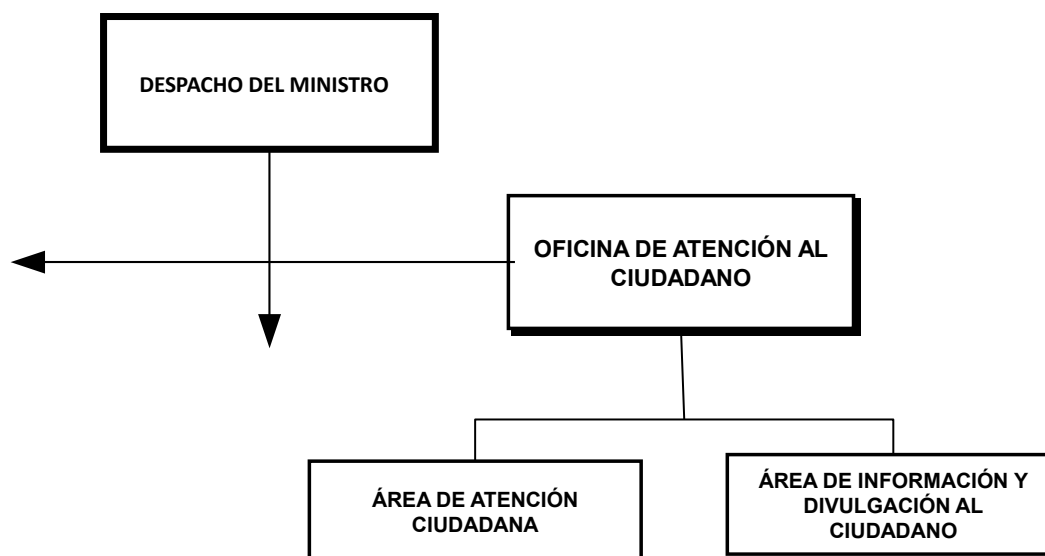 DESPACHO DEL MINISTRO
OFICINA DE ATENCIÓN AL
CIUDADANO
ÁREA DE ATENCIÓN
CIUDADANA
ÁREA DE INFORMACIÓN Y
DIVULGACIÓN AL
CIUDADANO